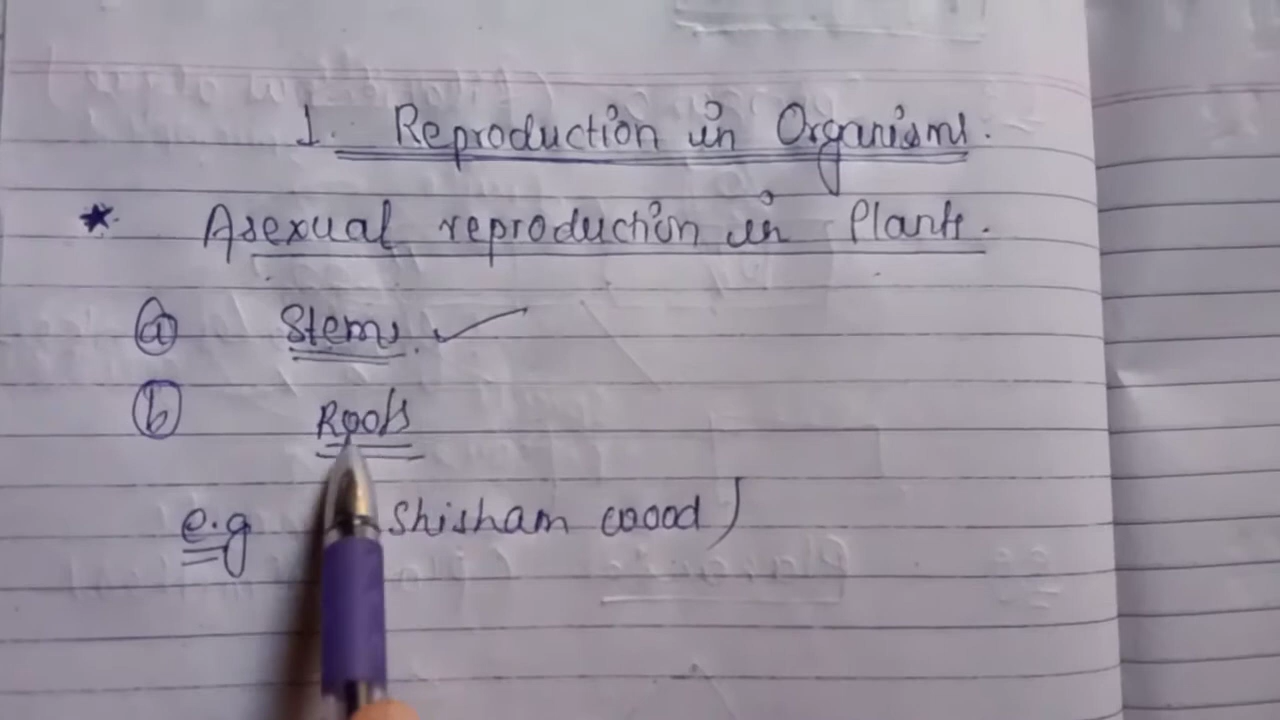 1. Reproduction in Organisms.
* Asexual reproduction in Plants.
(a) Stems.
(b) Roots
e.g Shisham wood)